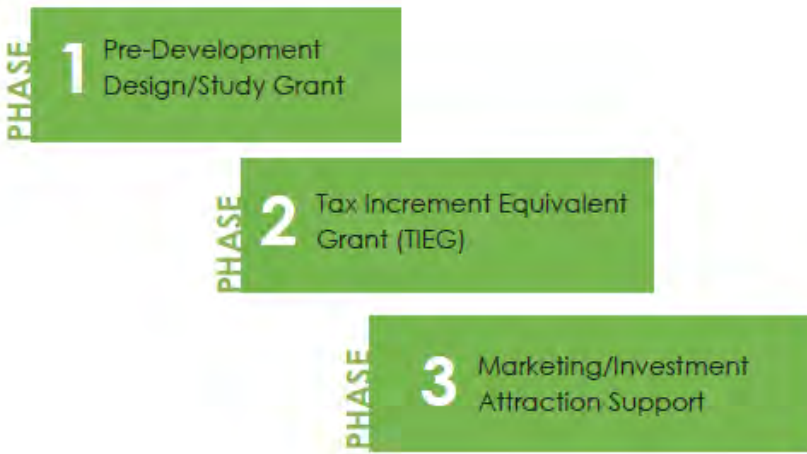 PHASE
1
Pre-Development
Design/Study Grant
PHASE
2
Tax Increment Equivalent
Grant (TIEG)
PHASE
3
Marketing/Investment
Attraction Support